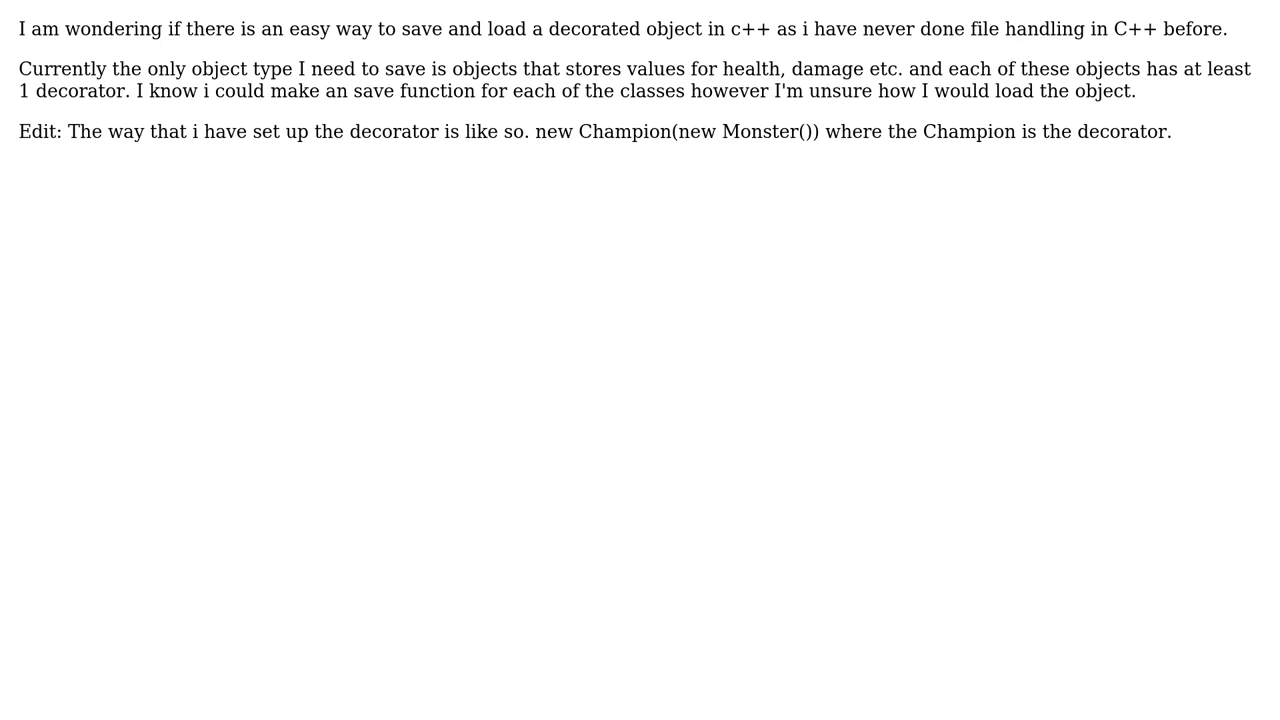 I am wondering if there is an easy way to save and load a decorated object in c++ as i have never done file handling in C++ before.
Currently the only object type I need to save is objects that stores values for health, damage etc. and each of these objects has at least
1 decorator. I know i could make an save function for each of the classes however I'm unsure how I would load the object.
Edit: The way that i have set up the decorator is like so. new Champion(new Monster()) where the Champion is the decorator.